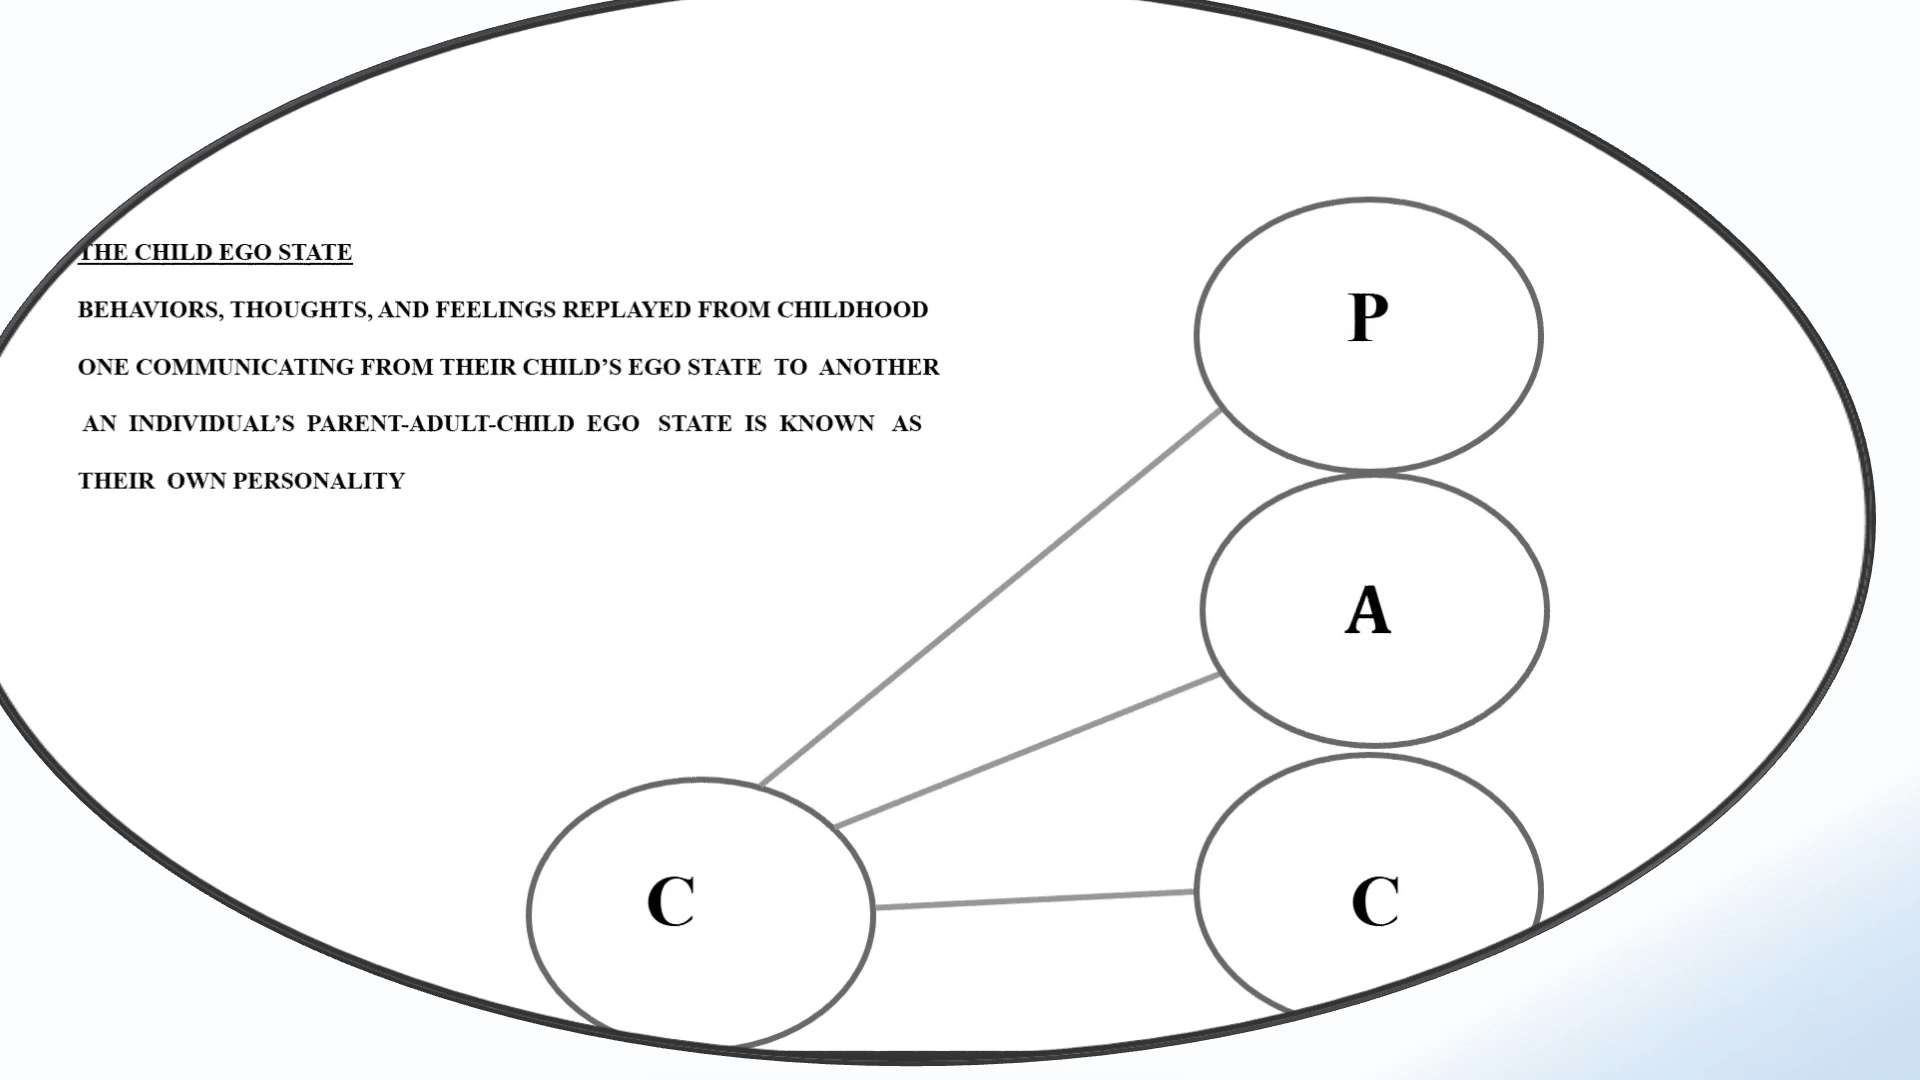 THE CHILD EGO STATE
BEHAVIORS, THOUGHTS, AND FEELINGS REPLAYED FROM CHILDHOOD
ONE COMMUNICATING FROM THEIR CHILD’S EGO STATE TO ANOTHER
AN INDIVIDUAL’S PARENT-ADULT-CHILD EGO STATE IS KNOWN AS
THEIR OWN PERSONALITY
P
A
C
C